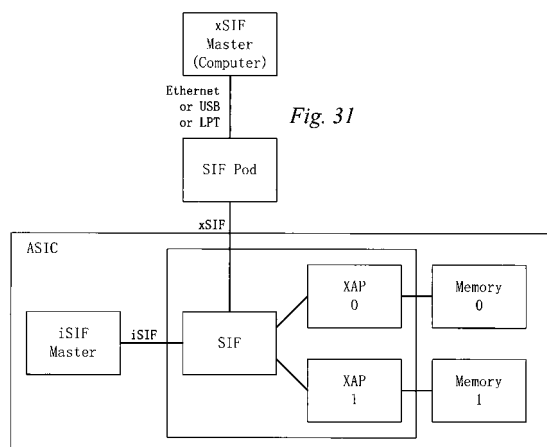 xSIF
Master
(Computer)
Ethernet
or USB
or LPT
Fig. 31
SIF Pod
xSIF
ASIC
XAP
0
Memory
0
iSIF
Master
iSIF
SIF
XAP
1
Memory
1